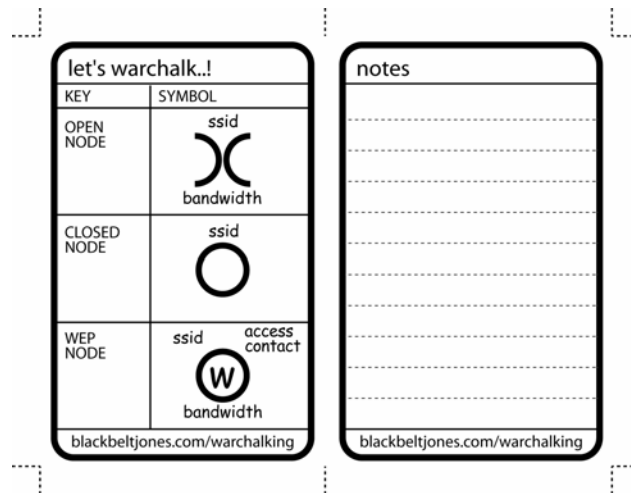 let's warchalk..!
KEY SYMBOL
OPEN
NODE
ssid
bandwidth
CLOSED
NODE
ssid
WEP
NODE
ssid
access
contact
W
bandwidth
blackbeltjones.com/warchalking
notes
blackbeltjones.com/warchalking